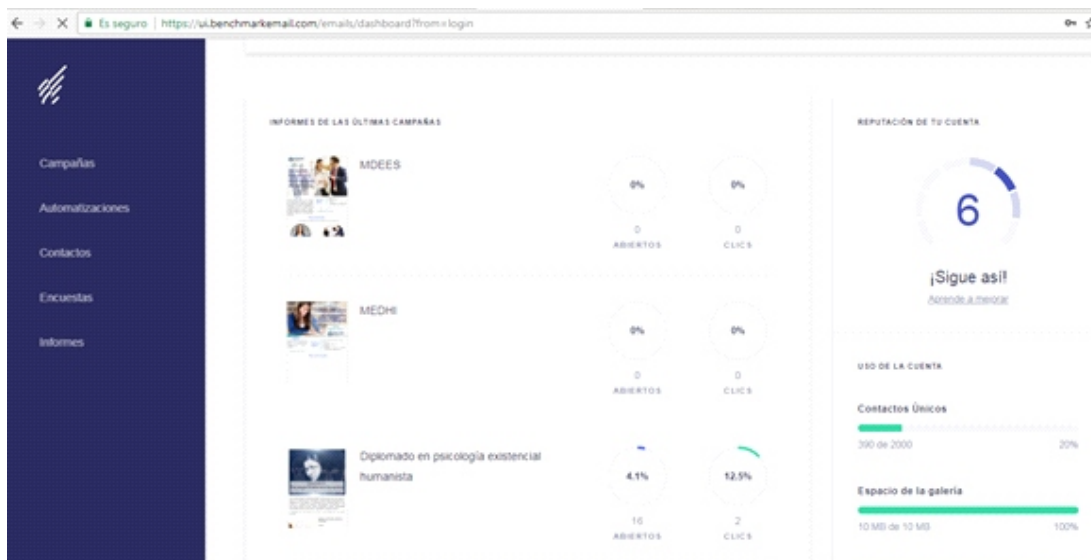 Es seguro | https://ui.benchmarkemail.com/emails/dashboard?from=login
Campañas
Automatizaciones
Contactos
Encuestas
Informes
INFORMES DE LAS ÚLTIMAS CAMPAÑAS
MDEES
0%
0%
0
0
ABIERTOS
CLICS
MEDHI
0%
0%
0
0
ABIERTOS
CLICS
Diplomado en psicología existencial
humanista
4.1%
12.5%
16
2
ABIERTOS
CLICS
REPUTACIÓN DE TU CUENTA
6
¡Sigue así!
Aprende a mejorar
USO DE LA CUENTA
Contactos Únicos
390 de 2000
20%
Espacio de la galería
10 MB de 10 MB
100%